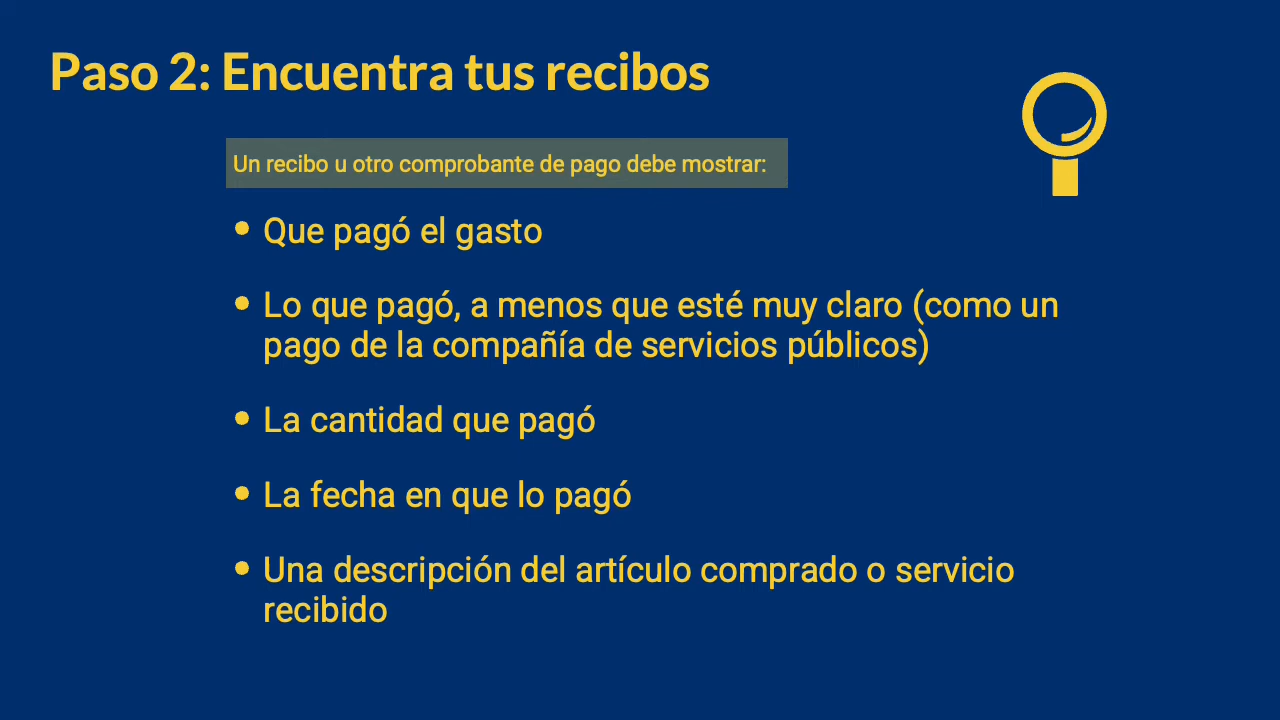 Paso 2: Encuentra tus recibos
Un recibo u otro comprobante de pago debe mostrar:
• Que pagó el gasto
• Lo que pagó, a menos que esté muy claro (como un
pago de la compañía de servicios públicos)
• La cantidad que pagó
• La fecha en que lo pagó
• Una descripción del artículo comprado o servicio
recibido